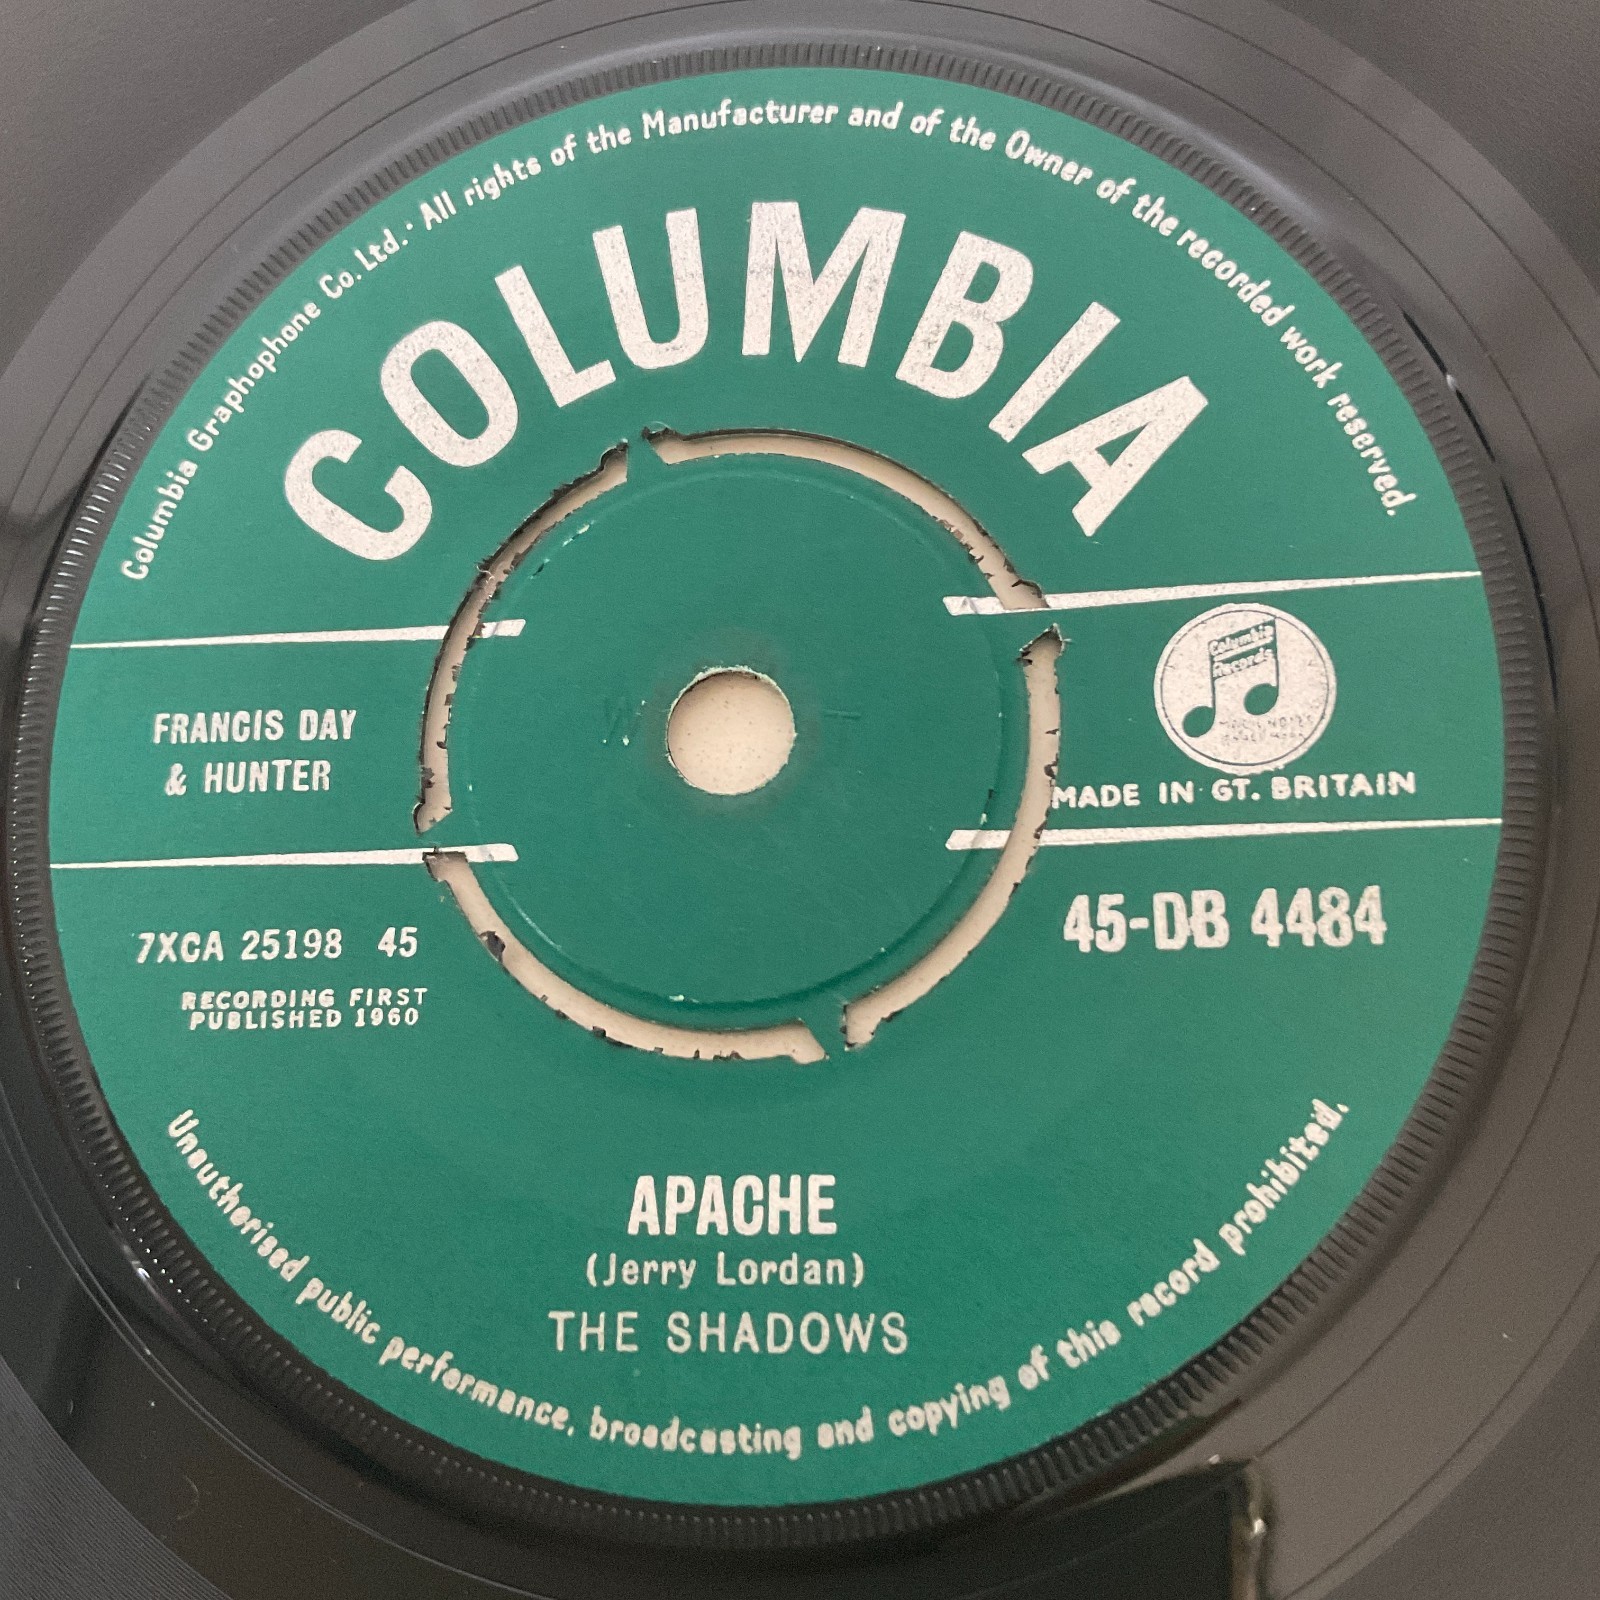 Columbia Graphophone Co. Ltd. · All rights of the Manufacturer and of the Owner of the recorded work reserved.
COLUMBIA
Columbia
Records
FRANCIS DAY
& HUNTER
MADE IN GT. BRITAIN
7XCA 25198 45
45-DB 4484
RECORDING FIRST
PUBLISHED 1960
APACHE
(Jerry Lordan)
THE SHADOWS
Unauthorised public performance, broadcasting and copying of this record prohibited.